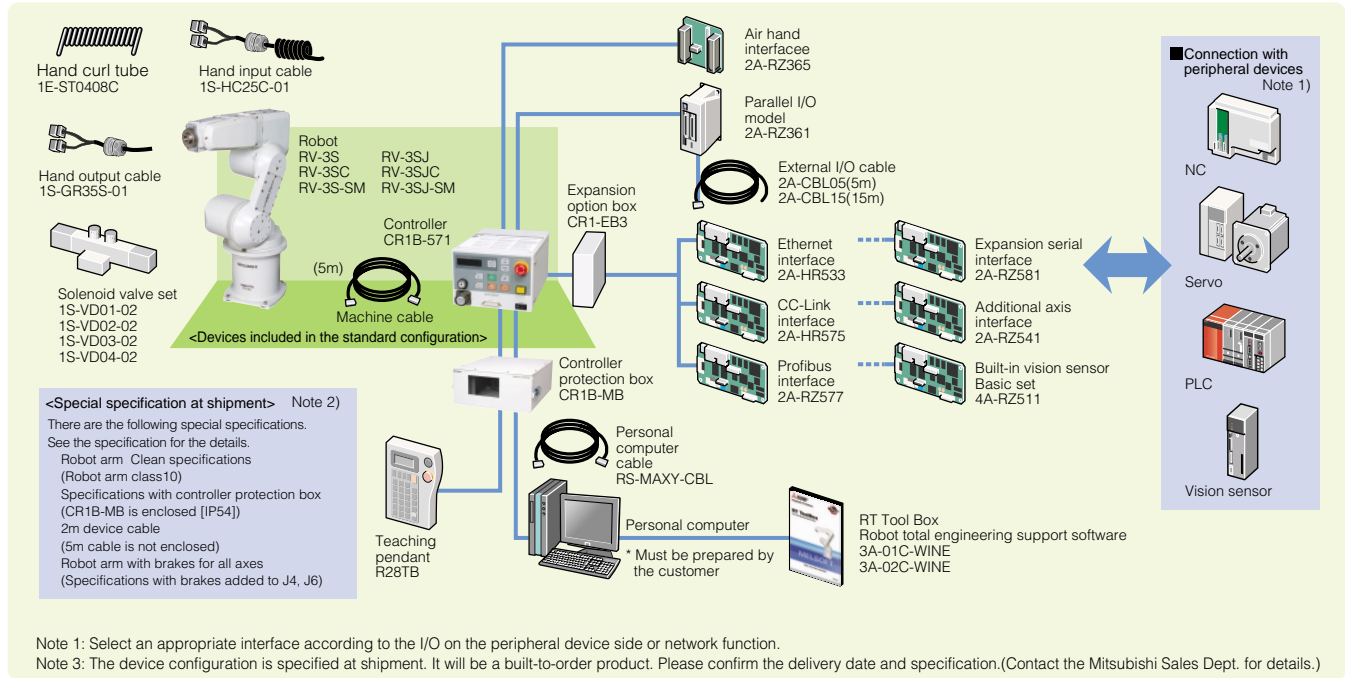 Hand curl tube
1E-ST0408C
Hand input cable
1S-HC25C-01
Hand output cable
1S-GR35S-01
Solenoid valve set
1S-VD01-02
1S-VD02-02
1S-VD03-02
1S-VD04-02
Robot
RV-3S RV-3SJ
RV-3SC RV-3SJC
RV-3S-SM RV-3SJ-SM
Controller
CR1B-571
(5m)
Machine cable
<Devices included in the standard configuration>
Expansion
option box
CR1-EB3
Air hand
interfacee
2A-RZ365
Parallel I/O
model
2A-RZ361
External I/O cable
2A-CBL05(5m)
2A-CBL15(15m)
Ethernet
interface
2A-HR533
Expansion serial
interface
2A-RZ581
CC-Link
interface
2A-HR575
Additional axis
interface
2A-RZ541
Profibus
interface
2A-RZ577
Built-in vision sensor
Basic set
4A-RZ511
■Connection with
peripheral devices
Note 1)
NC
Servo
PLC
Vision sensor
Controller
protection box
CR1B-MB
Personal
computer
cable
RS-MAXY-CBL
Teaching
pendant
R28TB
Personal computer
* Must be prepared by
the customer
RT ToolBox
RT Tool Box
Robot total engineering support software
3A-01C-WINE
3A-02C-WINE
<Special specification at shipment> Note 2)
There are the following special specifications.
See the specification for the details.
Robot arm Clean specifications
(Robot arm class10)
Specifications with controller protection box
(CR1B-MB is enclosed [IP54])
2m device cable
(5m cable is not enclosed)
Robot arm with brakes for all axes
(Specifications with brakes added to J4, J6)
Note 1: Select an appropriate interface according to the I/O on the peripheral device side or network function.
Note 3: The device configuration is specified at shipment. It will be a built-to-order product. Please confirm the delivery date and specification.(Contact the Mitsubishi Sales Dept. for details.)